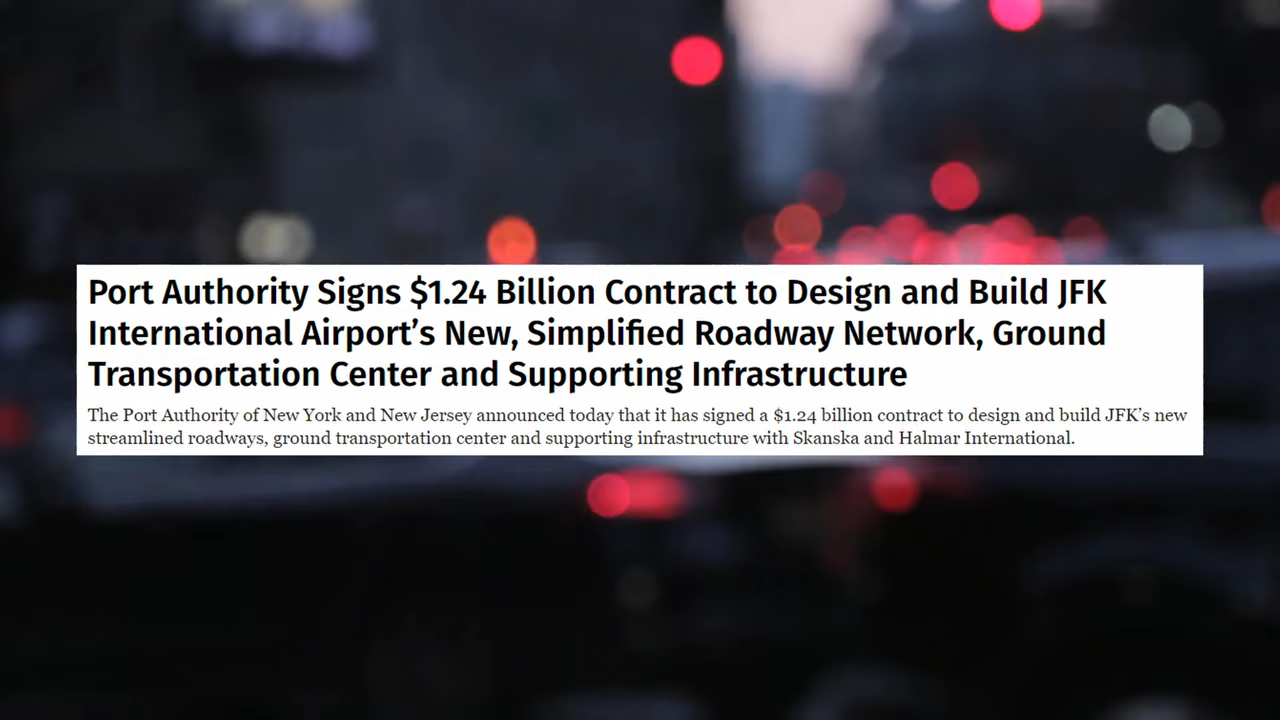 Port Authority Signs $1.24 Billion Contract to Design and Build JFK
International Airport’s New, Simplified Roadway Network, Ground
Transportation Center and Supporting Infrastructure
The Port Authority of New York and New Jersey announced today that it has signed a $1.24 billion contract to design and build JFK’s new
streamlined roadways, ground transportation center and supporting infrastructure with Skanska and Halmar International.